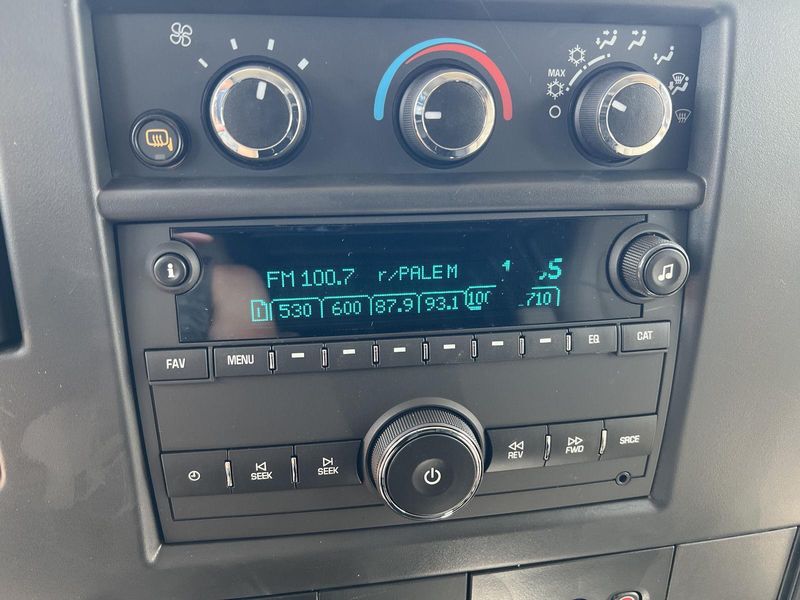 MAX
FM 100.7 r/PALE M
530 600 87.9 93.1
FAV MENU EQ CAT
SEEK SEEK REV FWD SRCE